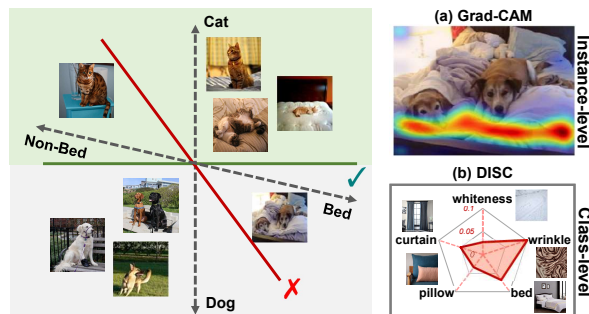 Cat
Non-Bed
✓
Bed
✗
Dog
(a) Grad-CAM
Instance-level
(b) DISC
whiteness
0.1
0.05
0
curtain
wrinkle
pillow
bed
Class-level